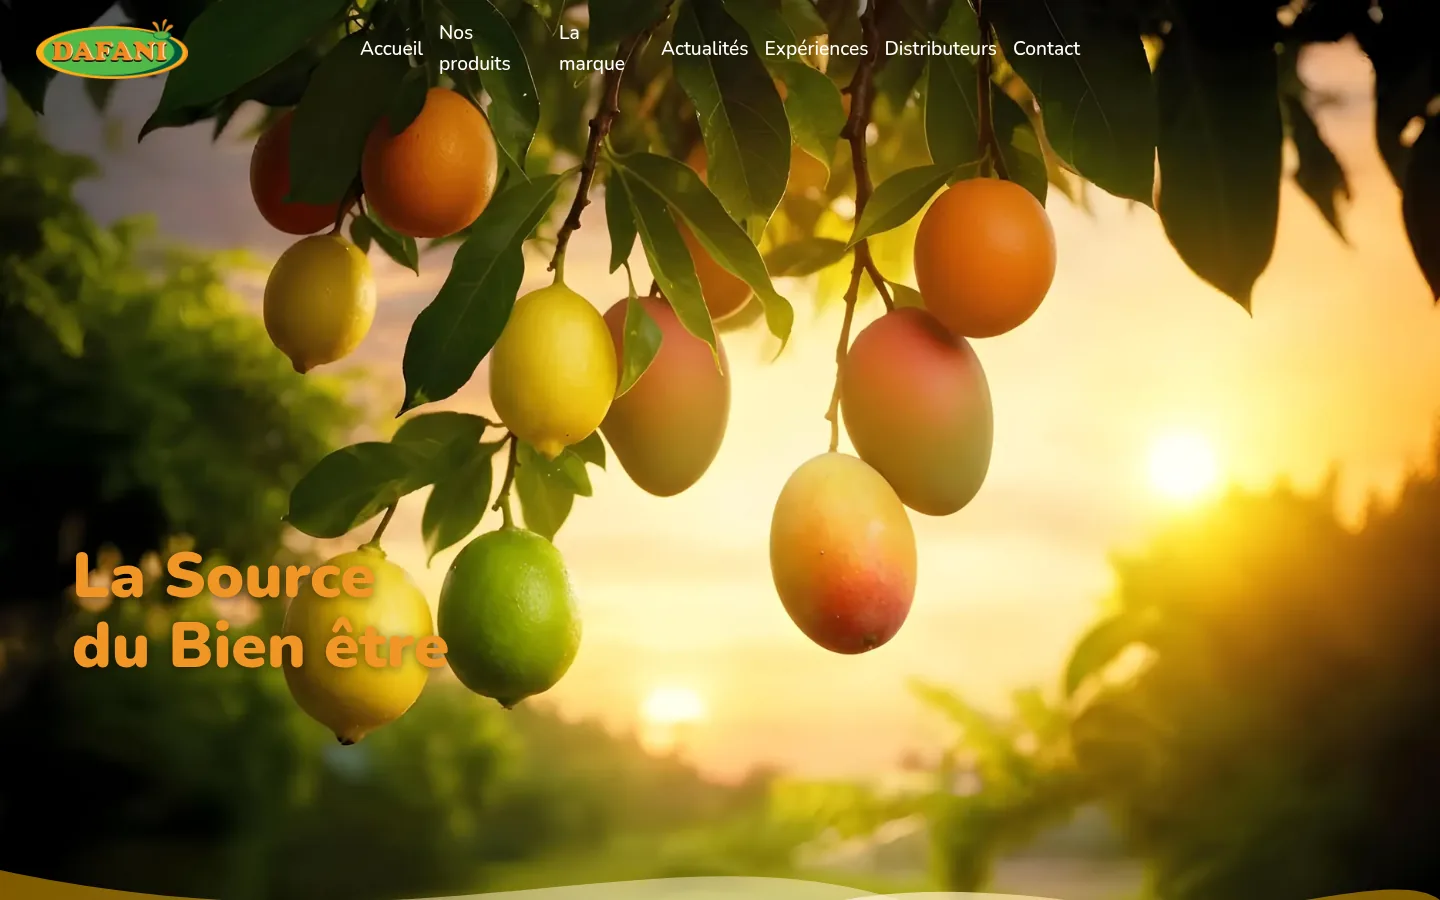 DAFANI
Accueil
Nos
produits
La
marque
Actualités
Expériences
Distributeurs
Contact
La Source
du Bien être